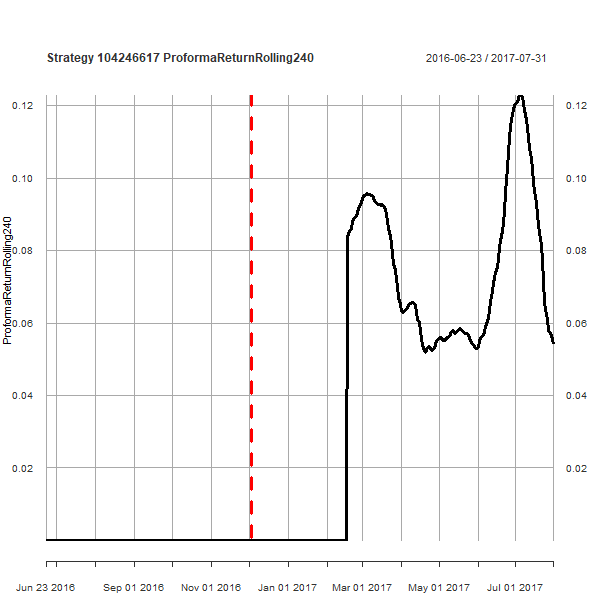 Strategy 104246617 ProformaReturnRolling240
2016-06-23 / 2017-07-31
ProformaReturnRolling240
0.12
0.10
0.08
0.06
0.04
0.02
0.12
0.10
0.08
0.06
0.04
0.02
Jun 23 2016
Sep 01 2016
Nov 01 2016
Jan 01 2017
Mar 01 2017
May 01 2017
Jul 01 2017